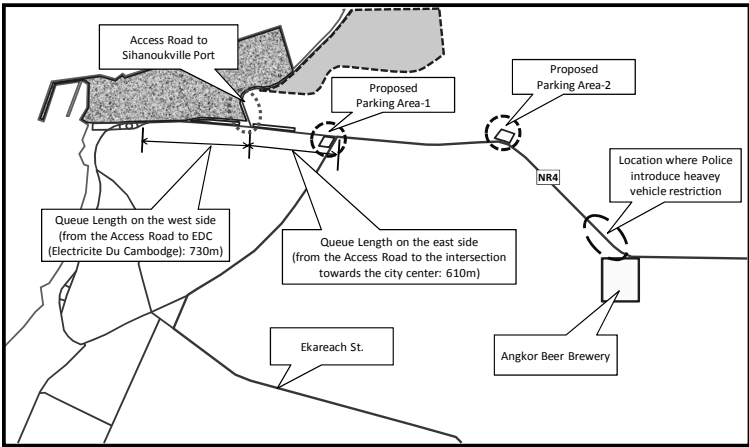 Access Road to
Sihanoukville Port
Proposed
Parking Area-1
Proposed
Parking Area-2
Location where Police
introduce heavey
vehicle restriction
NR4
Queue Length on the west side
(from the Access Road to EDC
(Electricite Du Cambodge): 730m)
Queue Length on the east side
(from the Access Road to the intersection
towards the city center: 610m)
Ekareach St.
Angkor Beer Brewery